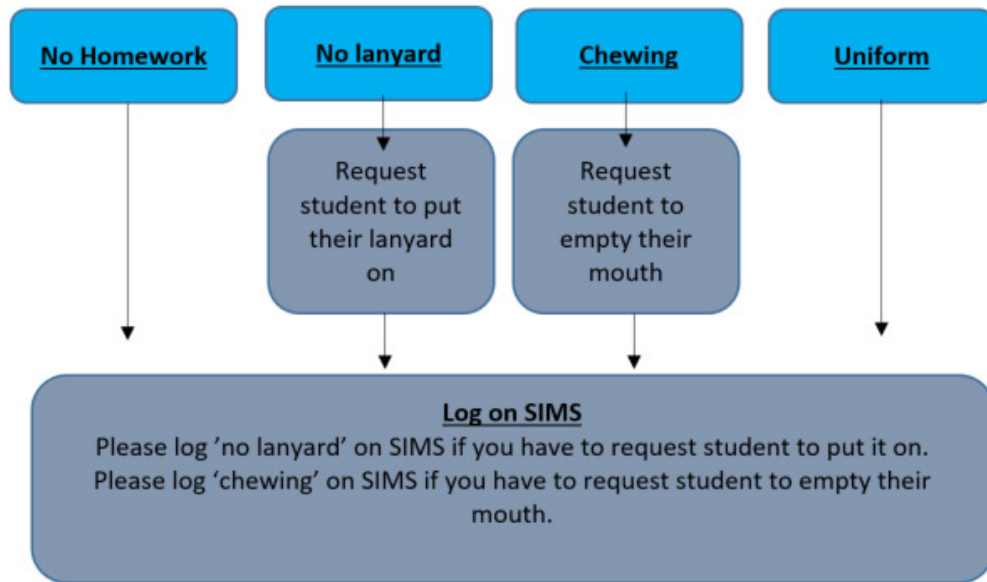 No Homework
No lanyard
Chewing
Uniform
Request
student to put
their lanyard
on
Request
student to
empty their
mouth
Log on SIMS
Please log ’no lanyard’ on SIMS if you have to request student to put it on.
Please log ‘chewing’ on SIMS if you have to request student to empty their
mouth.